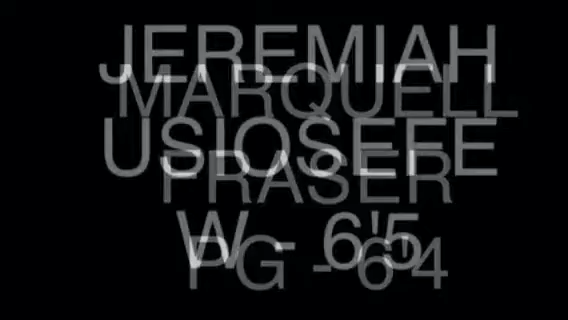 JEREMIAH
MARQUELL
USIOSEFE
FRASER
W - 6'5
PG - 6'4